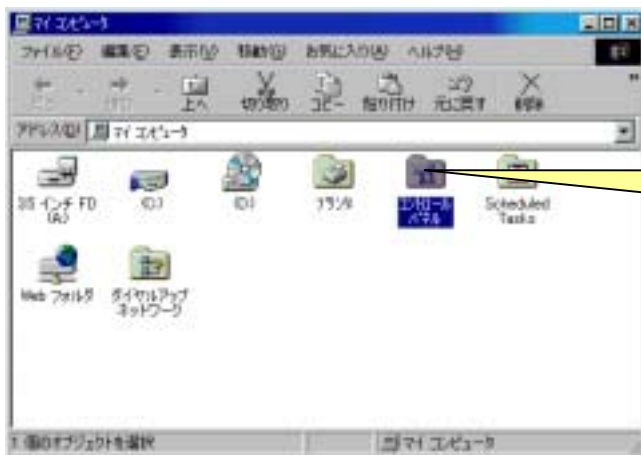 マイ コンピュータ
ファイル(F) 編集(E) 表示(V) 移動(G) お気に入り(A) ヘルプ(H)
上へ 切り取り コピー 貼り付け 元に戻す 削除
アドレス(D) マイ コンピュータ
3.5 インチ FD (C:) (D:) プリンタ コントロール Scheduled
(A:) パネル Tasks
Web フォルダ ダイヤルアップ
ネットワーク
1 個のオブジェクトを選択 マイ コンピュータ